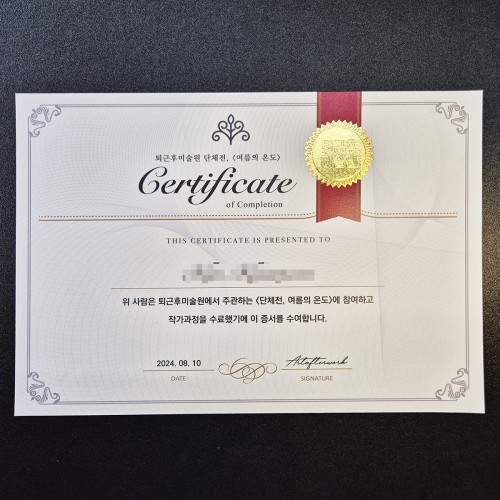 퇴근후미술원 단체전, <여름의 온도>
Certificate
of Completion
THIS CERTIFICATE IS PRESENTED TO
위 사람은 퇴근후미술원에서 주관하는 <단체전, 여름의 온도>에 참여하고
작가과정을 수료했기에 이 증서를 수여합니다.
2024. 08. 10
Artafterwork
DATE
SIGNATURE